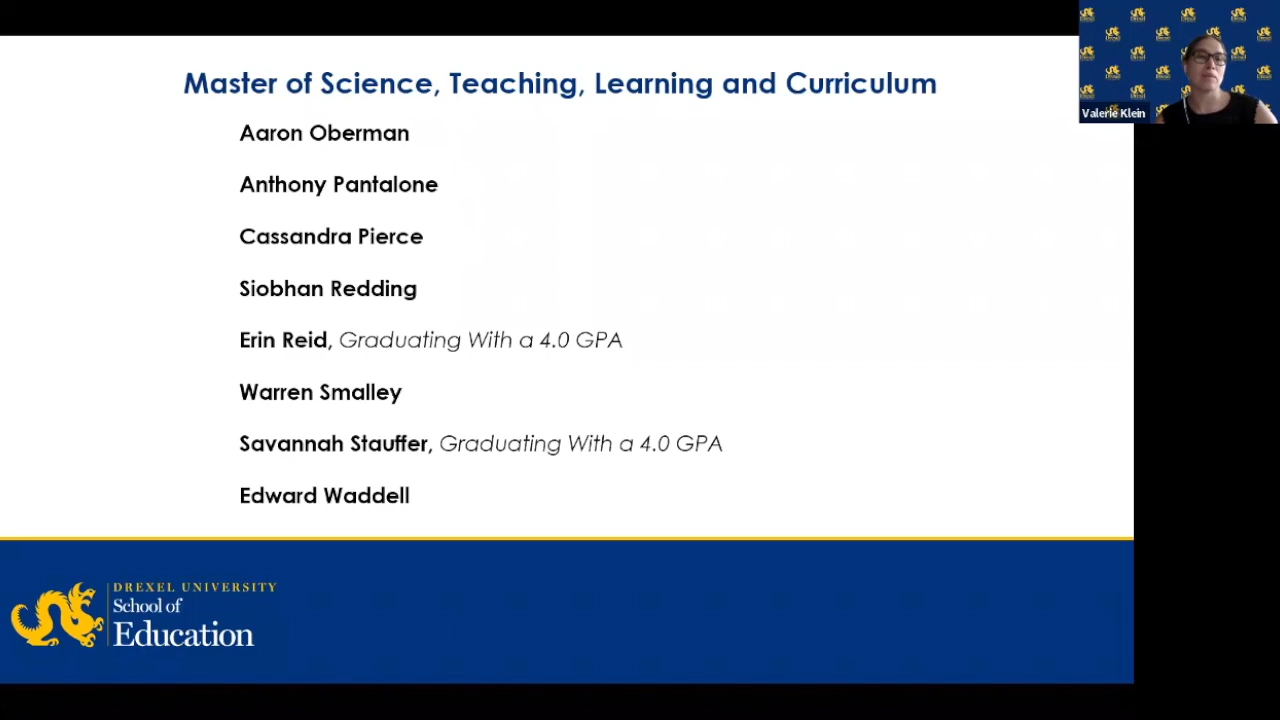 Master of Science, Teaching, Learning and Curriculum
Aaron Oberman
Anthony Pantalone
Cassandra Pierce
Siobhan Redding
Erin Reid, Graduating With a 4.0 GPA
Warren Smalley
Savannah Stauffer, Graduating With a 4.0 GPA
Edward Waddell
DREXEL UNIVERSITY
School of
Education
Valerie Klein